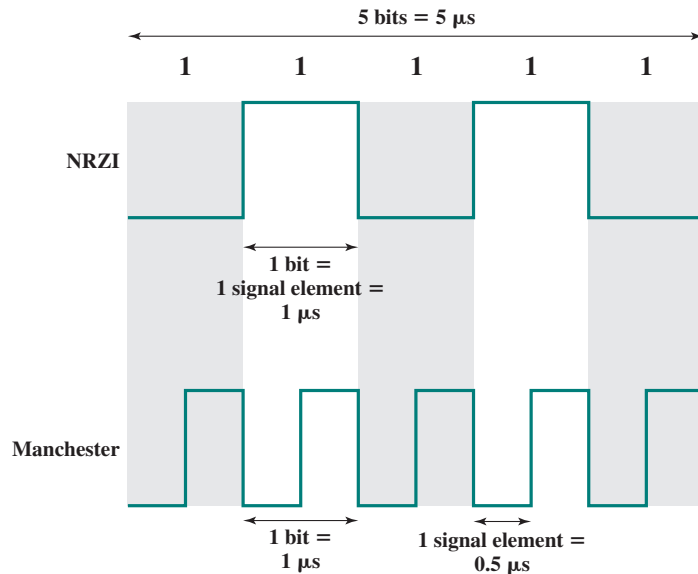 5 bits = 5 μs
1 1 1 1 1
NRZI
1 bit =
1 signal element =
1 μs
Manchester
1 bit =
1 μs
1 signal element =
0.5 μs